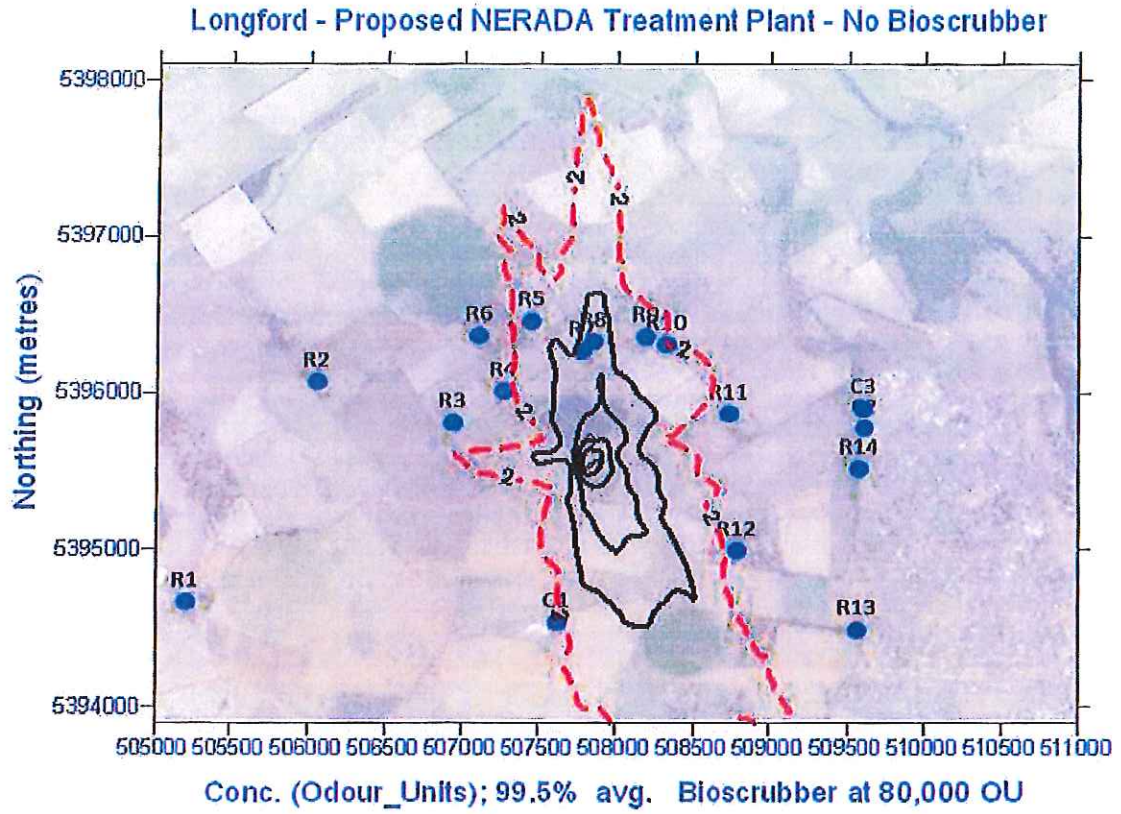 Longford - Proposed NERADA Treatment Plant - No Bioscrubber
5398000
2
2
2
5397000
R5
R6
R8
R9
R10
2
R2
R4
5396000
R3
2
R11
C3
R14
2
2
R12
5395000
R1
C1
R13
5394000
Northing (metres)
505000 505500 506000 506500 507000 507500 508000 508500 509000 509500 510000 510500 511000
Conc. (Odour_Units); 99.5% avg. Bioscrubber at 80,000 OU